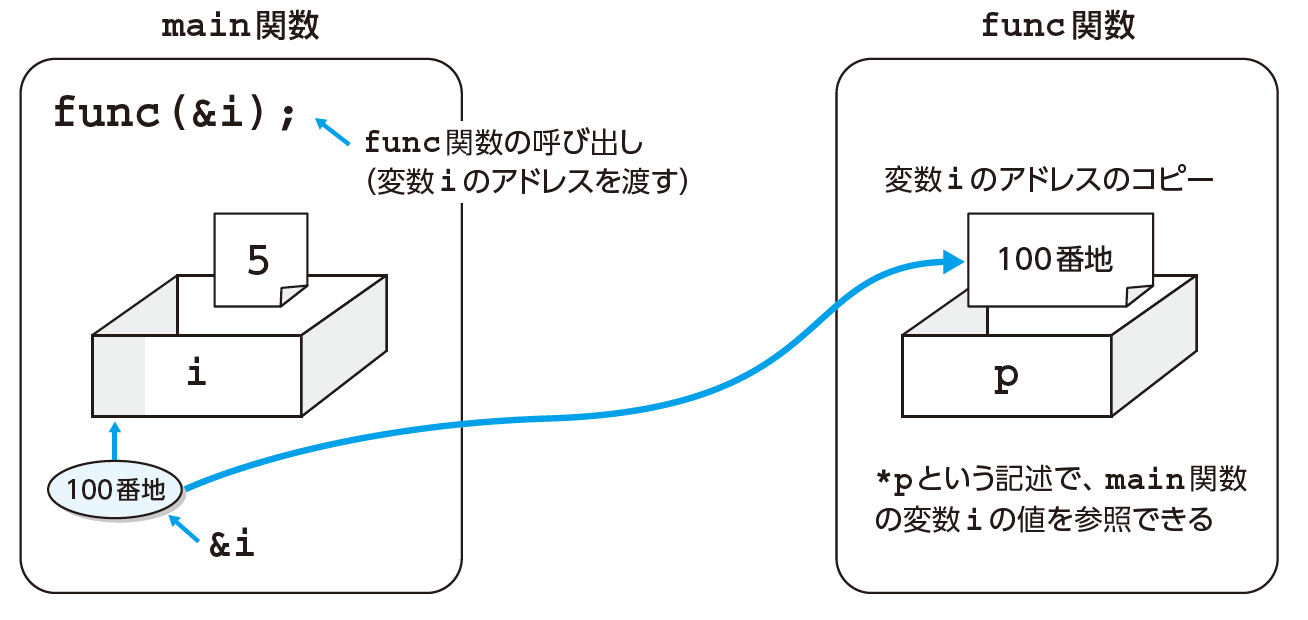 main関数
func(&i);
func関数の呼び出し
(変数iのアドレスを渡す)
5
i
100番地
&i
func関数
変数iのアドレスのコピー
100番地
p
*pという記述で、main関数
の変数iの値を参照できる